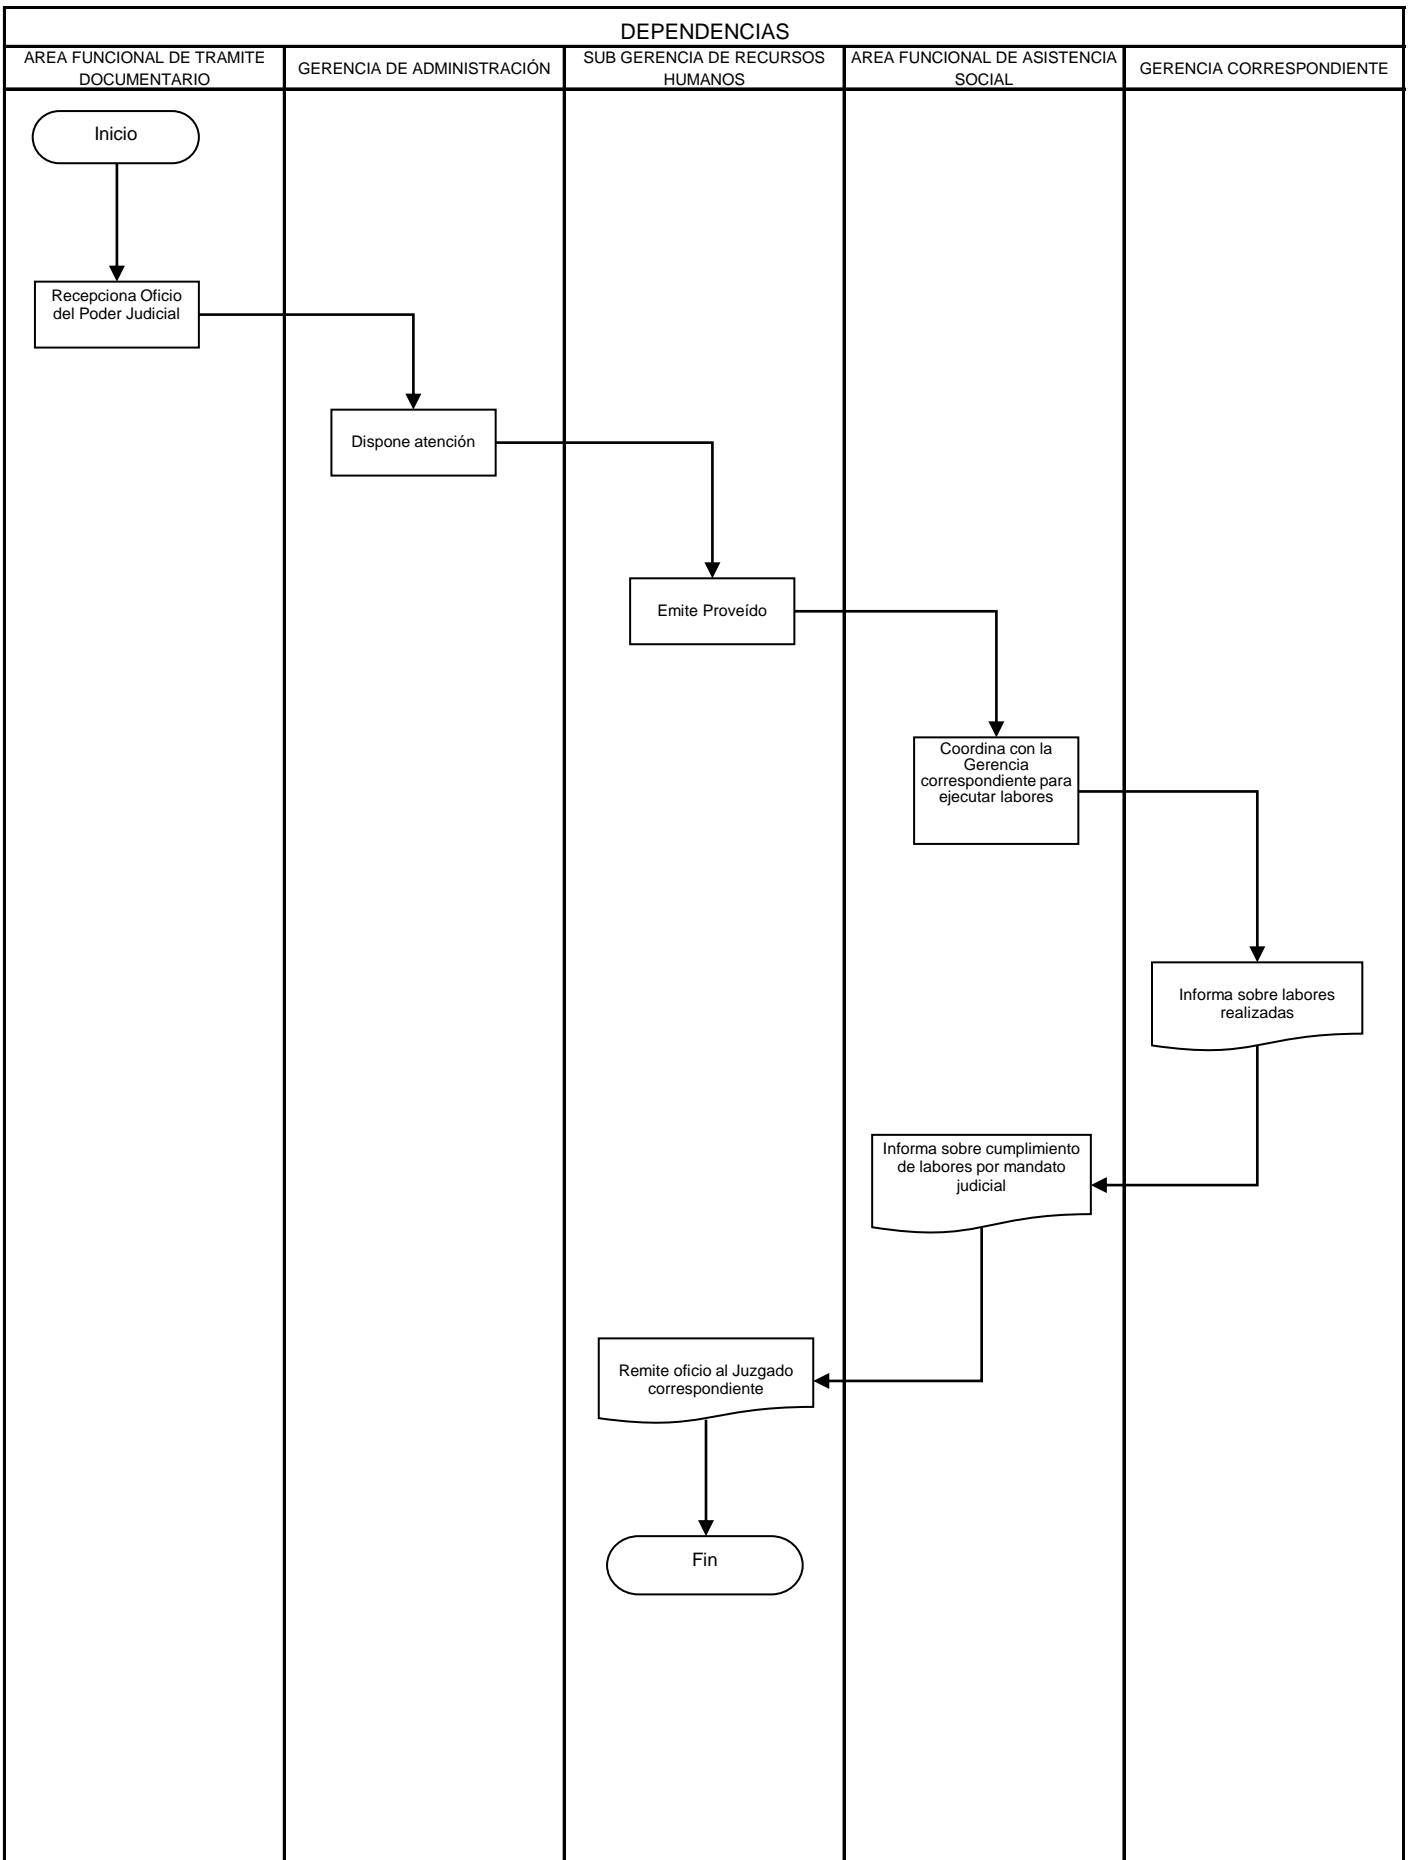 DEPENDENCIAS
AREA FUNCIONAL DE TRAMITE
DOCUMENTARIO
GERENCIA DE ADMINISTRACIÓN
SUB GERENCIA DE RECURSOS
HUMANOS
AREA FUNCIONAL DE ASISTENCIA
SOCIAL
GERENCIA CORRESPONDIENTE
Inicio
Recepciona Oficio
del Poder Judicial
Dispone atención
Emite Proveído
Coordina con la
Gerencia
correspondiente para
ejecutar labores
Informa sobre labores
realizadas
Informa sobre cumplimiento
de labores por mandato
judicial
Remite oficio al Juzgado
correspondiente
Fin